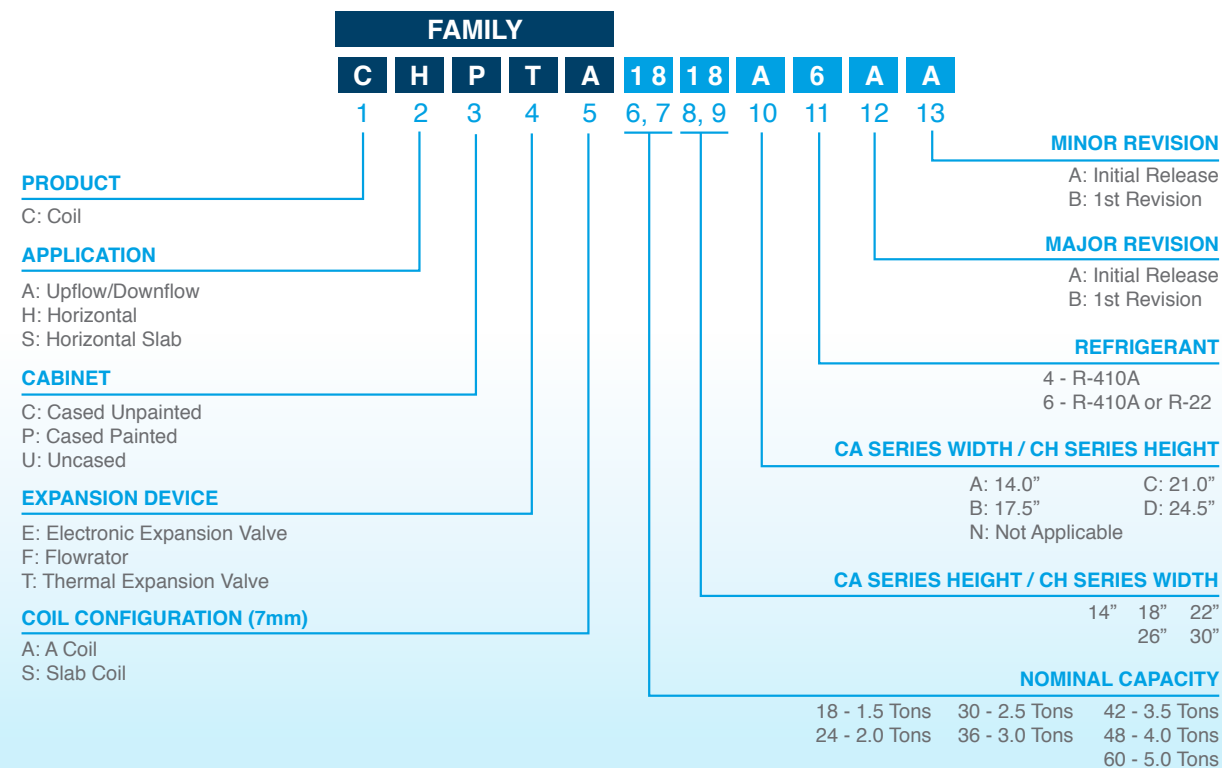 FAMILY
C H P T A 1 8 1 8 A 6 A A
1 2 3 4 5 6, 7 8, 9 10 11 12 13
PRODUCT
C: Coil
APPLICATION
A: Upflow/Downflow
H: Horizontal
S: Horizontal Slab
CABINET
C: Cased Unpainted
P: Cased Painted
U: Uncased
EXPANSION DEVICE
E: Electronic Expansion Valve
F: Flowrator
T: Thermal Expansion Valve
COIL CONFIGURATION (7mm)
A: A Coil
S: Slab Coil
MINOR REVISION
A: Initial Release
B: 1st Revision
MAJOR REVISION
A: Initial Release
B: 1st Revision
REFRIGERANT
4 - R-410A
6 - R-410A or R-22
CA SERIES WIDTH / CH SERIES HEIGHT
A: 14.0” C: 21.0”
B: 17.5” D: 24.5”
N: Not Applicable
CA SERIES HEIGHT / CH SERIES WIDTH
14” 18” 22”
26” 30”
NOMINAL CAPACITY
18 - 1.5 Tons 30 - 2.5 Tons 42 - 3.5 Tons
24 - 2.0 Tons 36 - 3.0 Tons 48 - 4.0 Tons
60 - 5.0 Tons